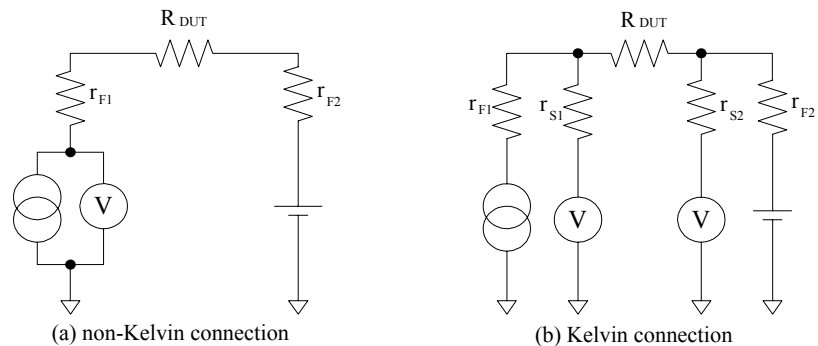 R DUT
R DUT
r F1
r F2
r F1
r S1
r S2
r F2
V
V
V
(a) non-Kelvin connection
(b) Kelvin connection